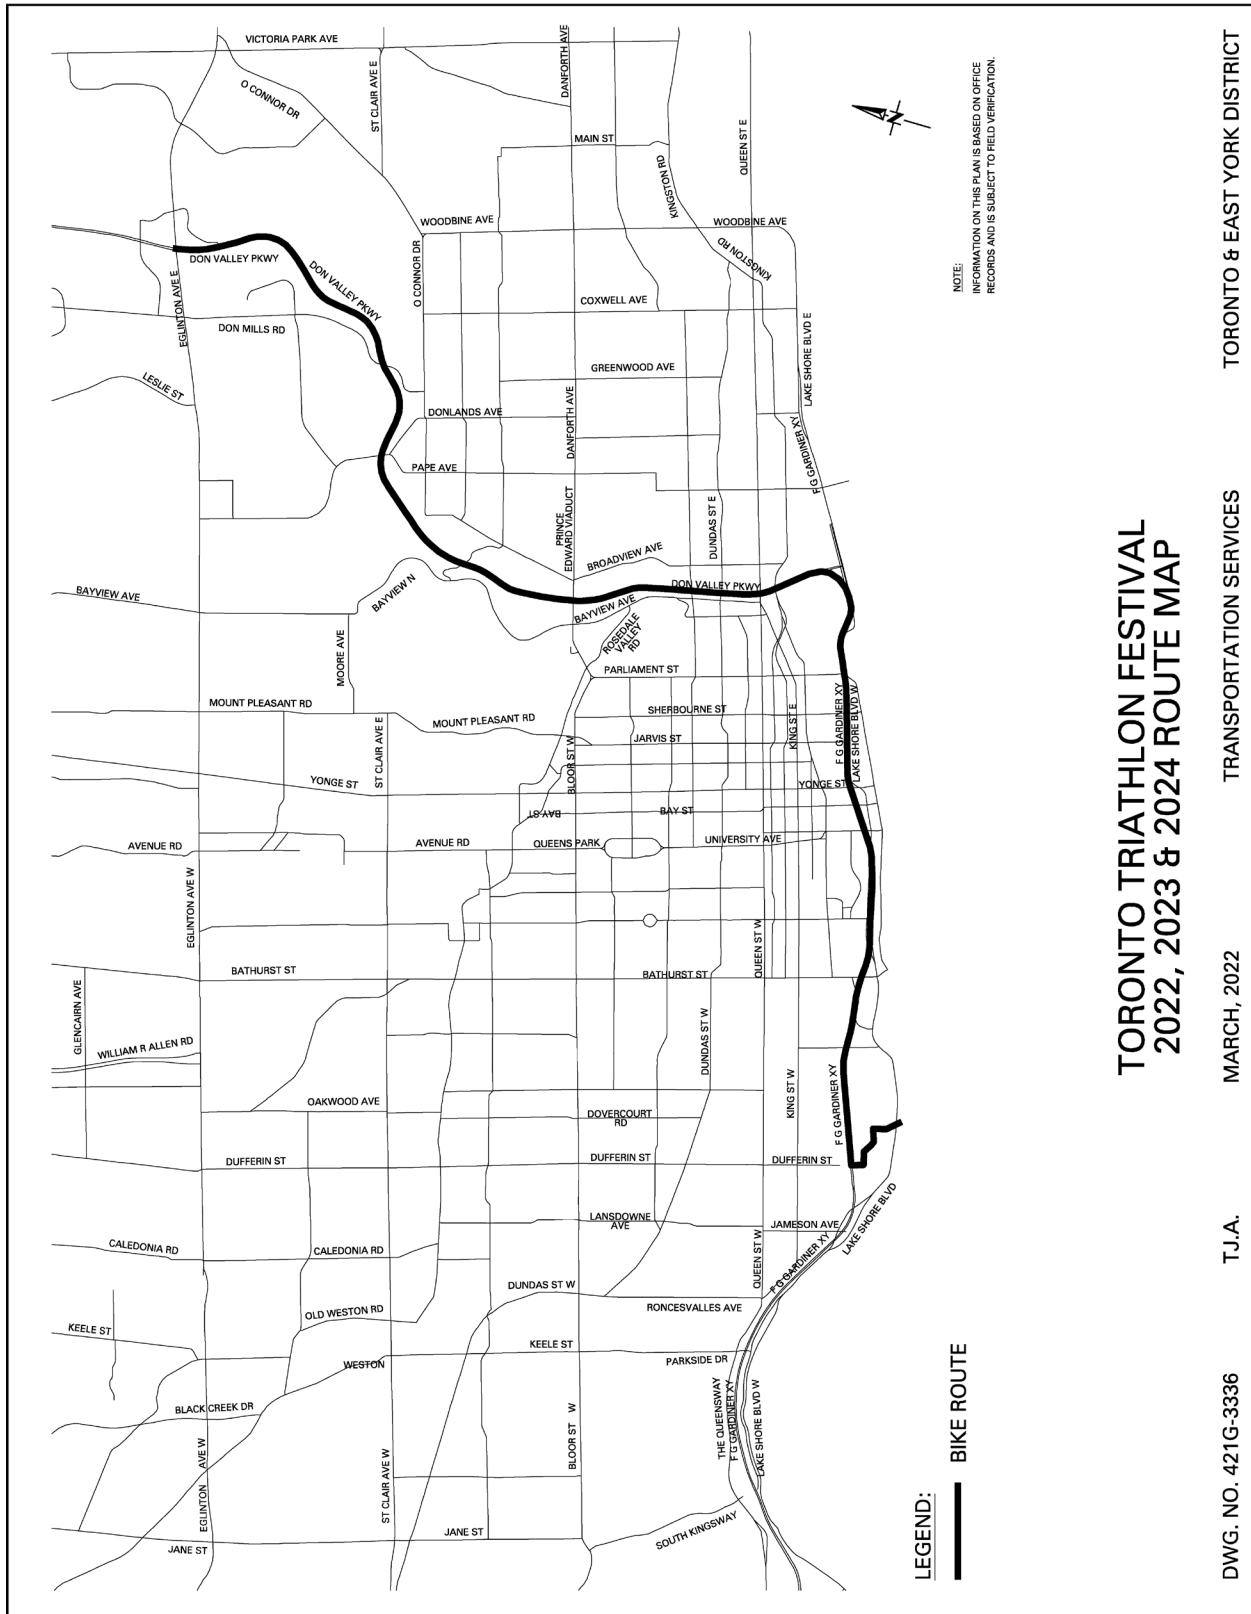 VICTORIA PARK AVE
O CONNOR DR
ST CLAIR AVE E
DANFORTH AVE
MAIN ST
KINGSTON RD
QUEEN ST E
WOODBINE AVE
WOODBINE AVE
KINGSTON RD
O CONNOR DR
COXWELL AVE
LAKE SHORE BLVD E
DON VALLEY PKWY
DON VALLEY PKWY
EGLINTON AVE E
DON MILLS RD
LESLIE ST
GREENWOOD AVE
DONLANDS AVE
DANFORTH AVE
F G GARDINER XY
PAPE AVE
PRINCE
EDWARD VIADUCT
DUNDAS ST E
BROADVIEW AVE
DON VALLEY PKWY
BAYVIEW AVE
BAYVIEW N
BAYVIEW AVE
ROSEDALE
VALLEY
RD
MOORE AVE
PARLIAMENT ST
MOUNT PLEASANT RD
MOUNT PLEASANT RD
SHERBOURNE ST
KING ST E
F G GARDINER XY
LAKE SHORE BLVD W
ST CLAIR AVE E
JARVIS ST
BLOOR ST W
YONGE ST
YONGE ST
BAY ST
BAY ST
AVENUE RD
AVENUE RD
QUEENS PARK
UNIVERSITY AVE
EGLINTON AVE W
QUEEN ST W
BATHURST ST
BATHURST ST
GLENCAIRN AVE
WILLIAM R ALLEN RD
DUNDAS ST W
KING ST W
F G GARDINER XY
OAKWOOD AVE
DOVERCOURT
RD
DUFFERIN ST
DUFFERIN ST
DUFFERIN ST
LANSDOWNE
AVE
JAMESON AVE
LAKE SHORE BLVD
CALEDONIA RD
CALEDONIA RD
QUEEN ST W
F G GARDINER XY
DUNDAS ST W
OLD WESTON RD
RONCESVALLES AVE
KEELE ST
KEELE ST
WESTON
PARKSIDE DR
BLACK CREEK DR
THE QUEENSWAY
F G GARDINER XY
LAKE SHORE BLVD W
BLOOR ST W
EGLINTON AVE W
ST CLAIR AVE W
JANE ST
JANE ST
SOUTH KINGSWAY
N
NOTE:
INFORMATION ON THIS PLAN IS BASED ON OFFICE
RECORDS AND IS SUBJECT TO FIELD VERIFICATION.
LEGEND:
BIKE ROUTE
TORONTO TRIATHLON FESTIVAL
2022, 2023 & 2024 ROUTE MAP
DWG. NO. 421G-3336 T.J.A. MARCH, 2022 TRANSPORTATION SERVICES TORONTO & EAST YORK DISTRICT